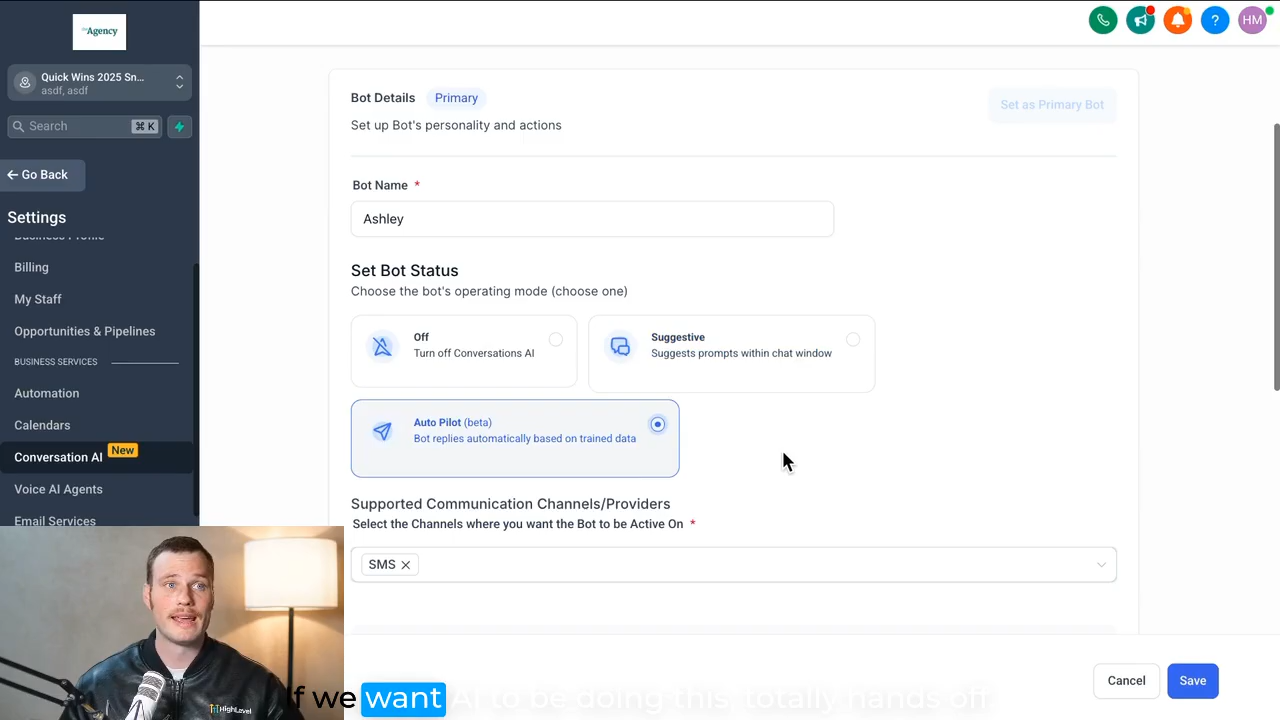 Agency
Quick Wins 2025 Sn...
asdf, asdf
Search
⌘ K
Go Back
Settings
Business Profile
Billing
My Staff
Opportunities & Pipelines
BUSINESS SERVICES
Automation
Calendars
Conversation AI New
Voice AI Agents
Email Services
HM
Bot Details Primary
Set as Primary Bot
Set up Bot's personality and actions
Bot Name *
Ashley
Set Bot Status
Choose the bot's operating mode (choose one)
Off
Turn off Conversations AI
Suggestive
Suggests prompts within chat window
Auto Pilot (beta)
Bot replies automatically based on trained data
Supported Communication Channels/Providers
Select the Channels where you want the Bot to be Active On *
SMS
Cancel
Save
HIGHLEVEL
If we want AI to be doing this, totally hands off